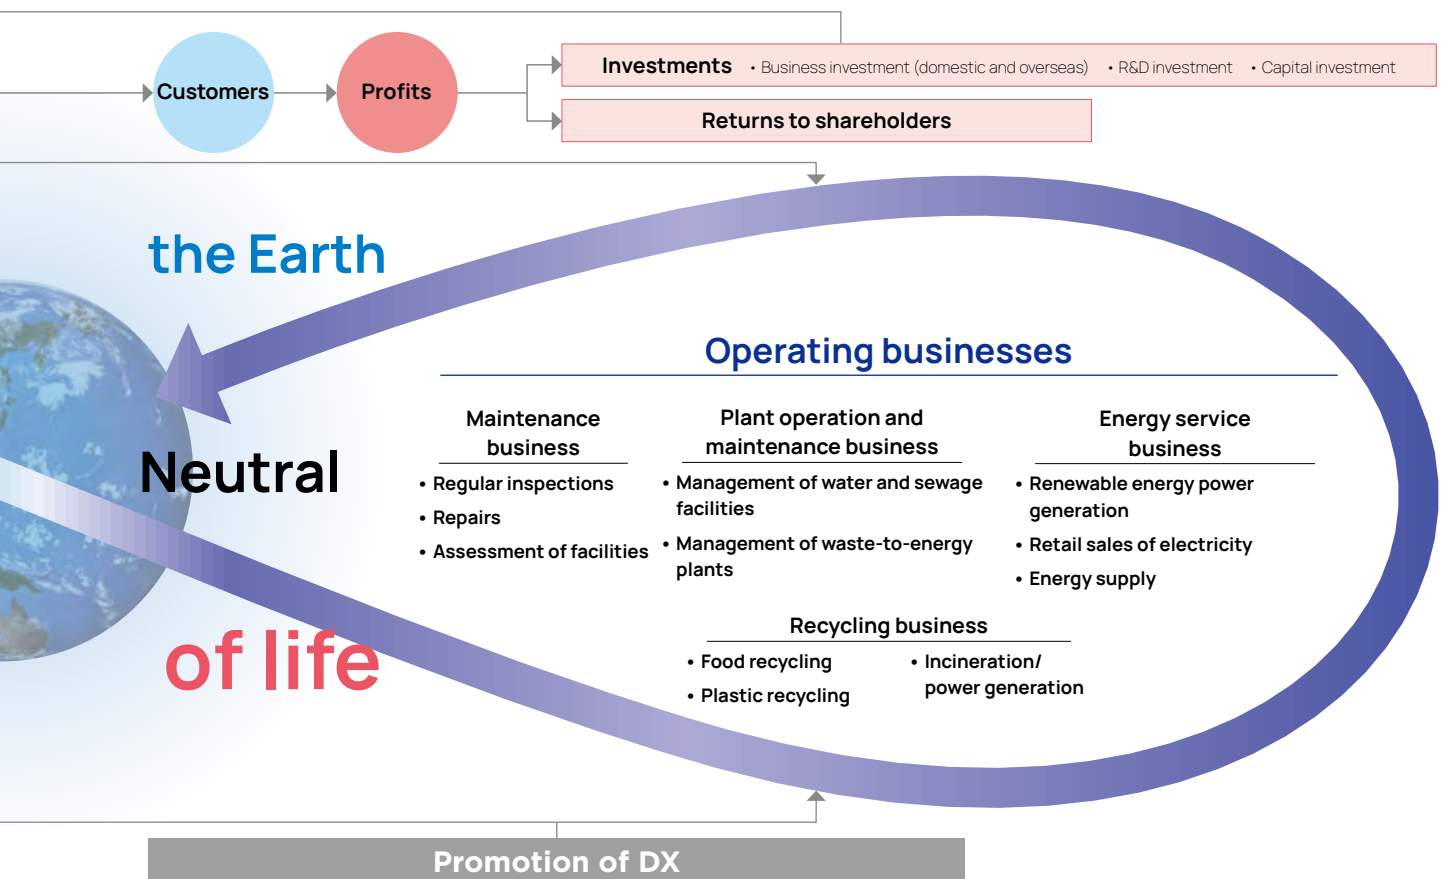 Customers
Profits
Investments • Business investment (domestic and overseas) • R&D investment • Capital investment
Returns to shareholders
the Earth
Neutral
of life
Operating businesses
Maintenance
business
• Regular inspections
• Repairs
• Assessment of facilities
Plant operation and
maintenance business
• Management of water and sewage
facilities
• Management of waste-to-energy
plants
Energy service
business
• Renewable energy power
generation
• Retail sales of electricity
• Energy supply
Recycling business
• Food recycling
• Plastic recycling
• Incineration/
power generation
Promotion of DX